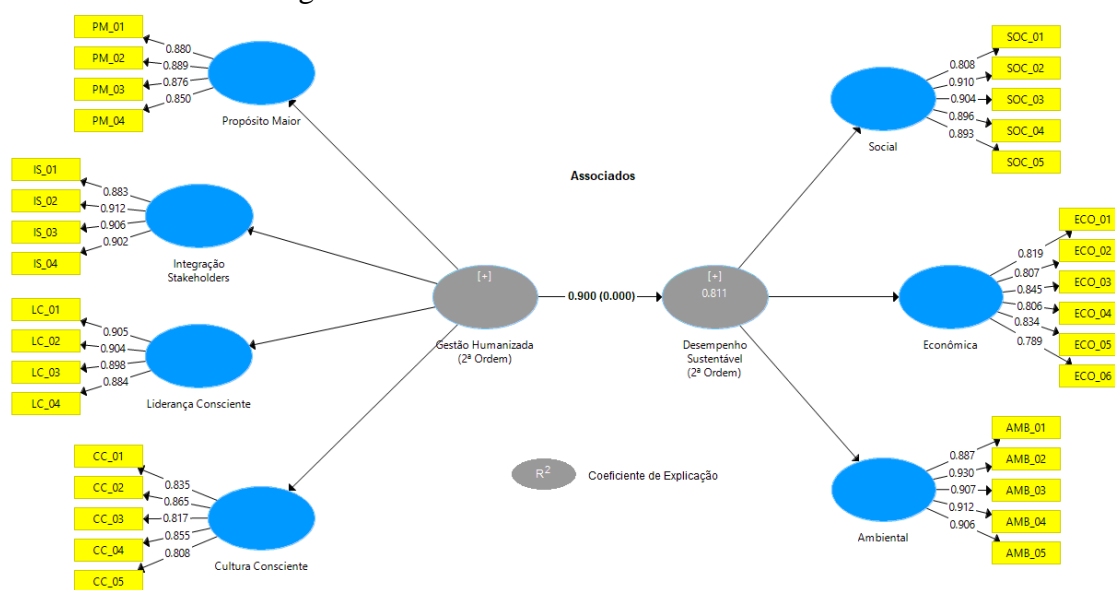 PM_01
PM_02
PM_03
PM_04
0.880
0.889
0.876
0.850
Propósito Maior
IS_01
IS_02
IS_03
IS_04
0.883
0.912
0.906
0.902
Integração
Stakeholders
LC_01
LC_02
LC_03
LC_04
0.905
0.904
0.898
0.884
Liderança Consciente
CC_01
CC_02
CC_03
CC_04
CC_05
0.835
0.865
0.817
0.855
0.808
Cultura Consciente
Associados
[+]
Gestão Humanizada
(2ª Ordem)
0.900 (0.000)
[+]
0.811
Desempenho
Sustentável
(2ª Ordem)
R2
Coeficiente de Explicação
Social
0.808
0.910
0.904
0.896
0.893
SOC_01
SOC_02
SOC_03
SOC_04
SOC_05
Econômica
0.819
0.807
0.845
0.806
0.834
0.789
ECO_01
ECO_02
ECO_03
ECO_04
ECO_05
ECO_06
Ambiental
0.887
0.930
0.907
0.912
0.906
AMB_01
AMB_02
AMB_03
AMB_04
AMB_05